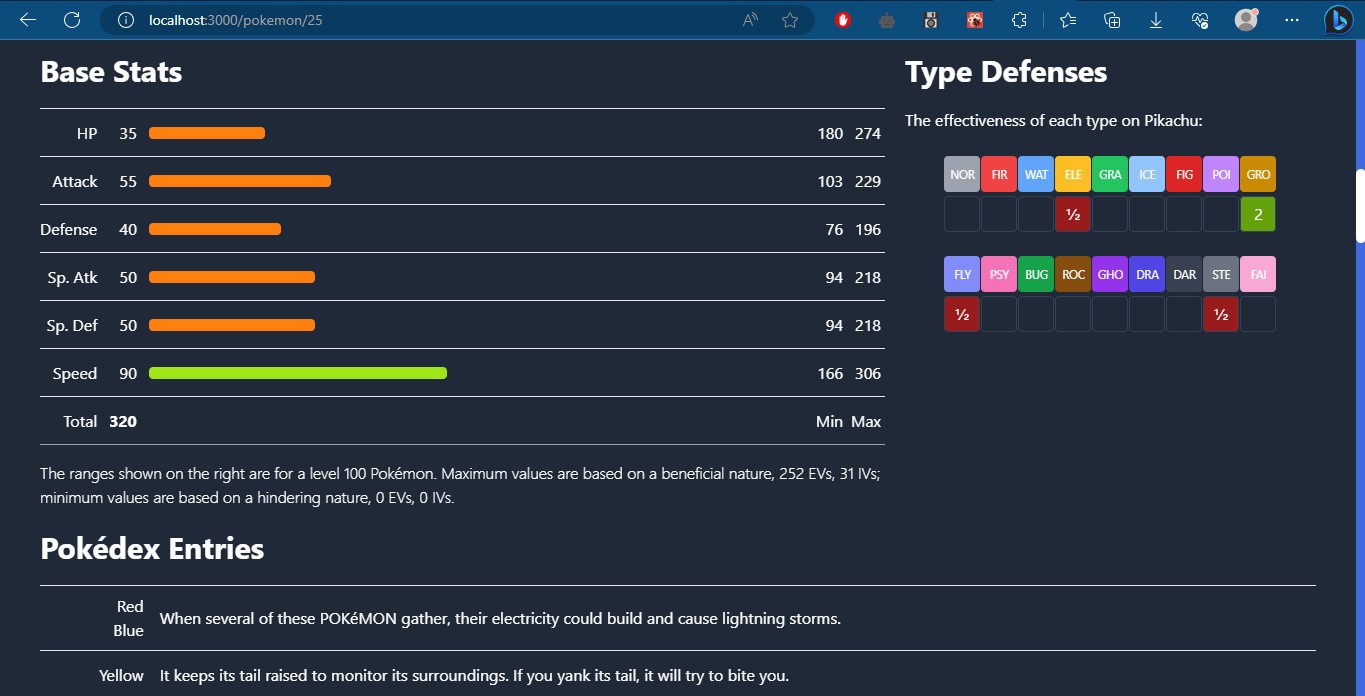 localhost:3000/pokemon/25
Base Stats
HP 35 180 274
Attack 55 103 229
Defense 40 76 196
Sp. Atk 50 94 218
Sp. Def 50 94 218
Speed 90 166 306
Total 320 Min Max
The ranges shown on the right are for a level 100 Pokémon. Maximum values are based on a beneficial nature, 252 EVs, 31 IVs;
minimum values are based on a hindering nature, 0 EVs, 0 IVs.
Type Defenses
The effectiveness of each type on Pikachu:
NOR FIR WAT ELE GRA ICE FIG POI GRO
½ 2
FLY PSY BUG ROC GHO DRA DAR STE FAI
½ ½
Pokédex Entries
Red
Blue
When several of these POKéMON gather, their electricity could build and cause lightning storms.
Yellow It keeps its tail raised to monitor its surroundings. If you yank its tail, it will try to bite you.